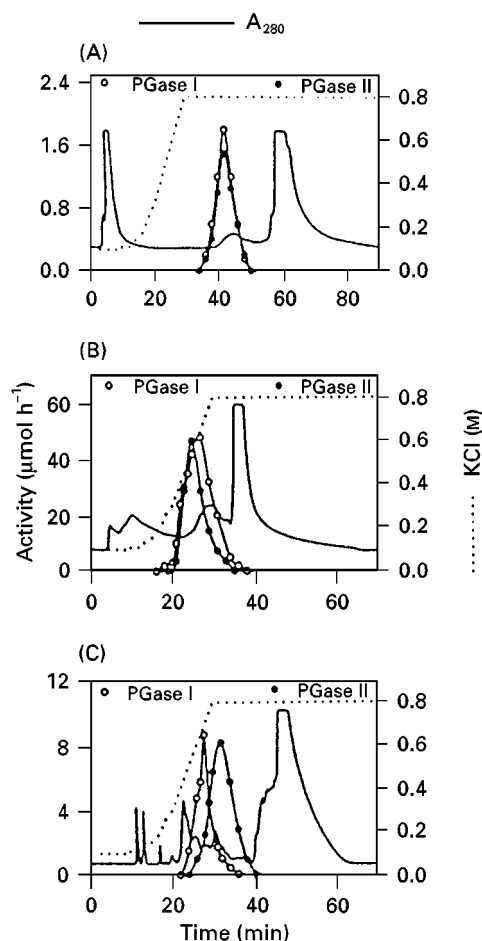 A₂₈₀
(A)
PGase I PGase II
2.4 0.8
1.8 0.6
1.2 0.4
0.6 0.2
0.0 0.0
0 20 40 60 80
(B)
PGase I PGase II
60 0.8
40 0.6
0.4
20 0.2
0 0.0
0 20 40 60
(C)
PGase I PGase II
12 0.8
8 0.6
0.4
4 0.2
0 0.0
0 20 40 60
Time (min)
Activity (μmol h⁻¹)
KCl (M)